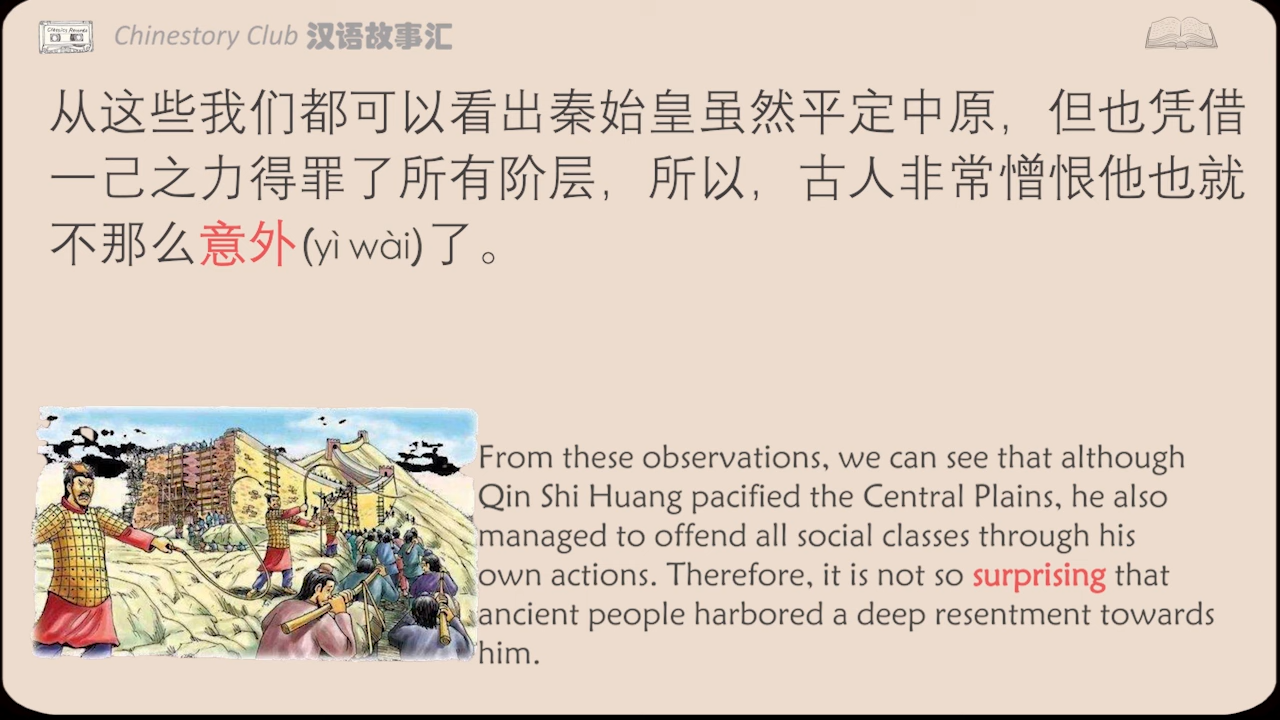 Chinestory Club 汉语故事汇
从这些我们都可以看出秦始皇虽然平定中原，但也凭借
一己之力得罪了所有阶层，所以，古人非常憎恨他也就
不那么意外(yì wài)了。
From these observations, we can see that although
Qin Shi Huang pacified the Central Plains, he also
managed to offend all social classes through his
own actions. Therefore, it is not so surprising that
ancient people harbored a deep resentment towards
him.